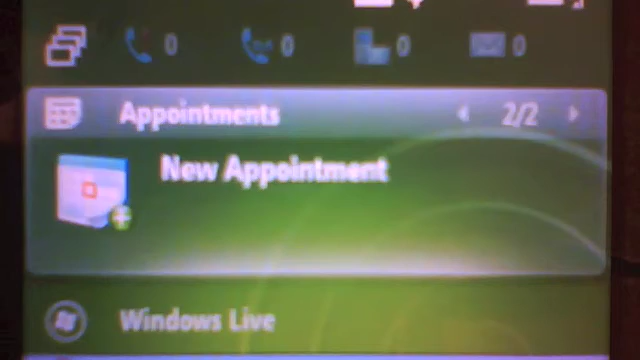 0 0 0 0
Appointments 2/2
New Appointment
Windows Live